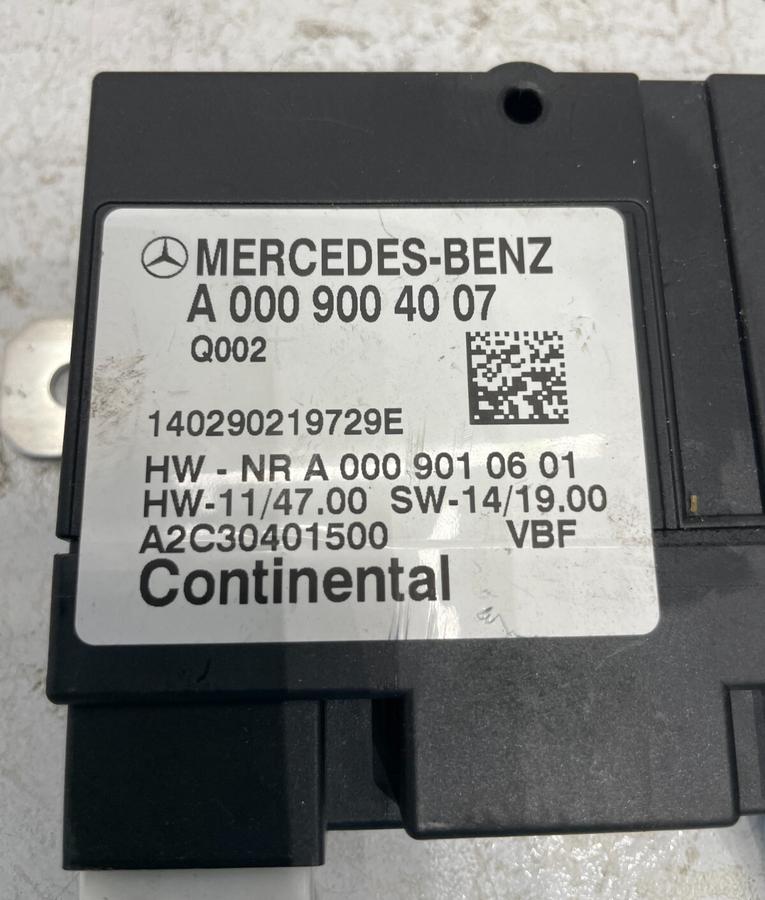 MERCEDES-BENZ
A 000 900 40 07
Q002
140290219729E
HW - NR A 000 901 06 01
HW-11/47.00 SW-14/19.00
A2C30401500 VBF
Continental